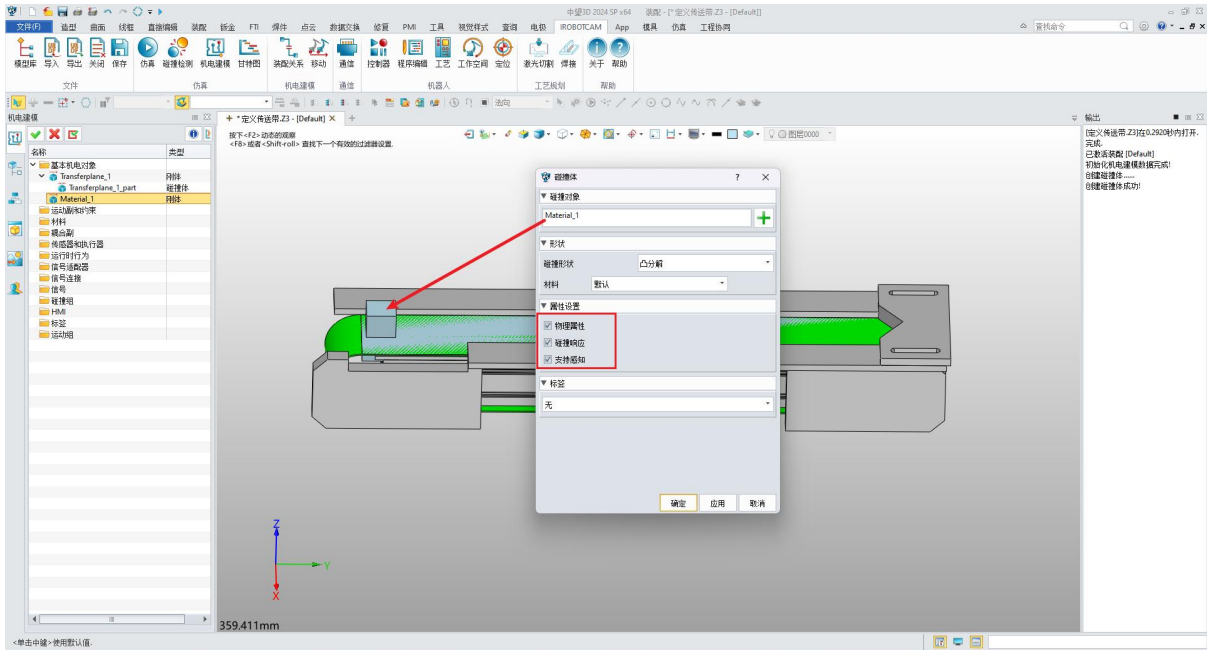 中望3D 2024 SP x64    装配 - [*定义传送带.Z3 - [Default]]
文件(F) 造型 曲面 线框 直接编辑 装配 钣金 FTI 焊件 点云 数据交换 修复 PMI 工具 视觉样式 查询 电极 IROBOTCAM App 模具 仿真 工程协同 查找命令
模型库 导入 导出 关闭 保存 仿真 碰撞检测 机电建模 甘特图 装配关系 移动 通信 控制器 程序编辑 工艺 工作空间 定位 激光切割 焊接 关于 帮助
文件 仿真 机电建模 通信 机器人 工艺规划 帮助
法向
机电建模
+ *定义传送带.Z3 - [Default] × +
输出
按下<F2>动态的观察
<F8>或者<Shift-roll> 查找下一个有效的过滤器设置.
图层0000
名称 类型
基本机电对象
Transferplane_1 刚体
Transferplane_1_part 碰撞体
Material_1 刚体
运动副和约束
材料
耦合副
传感器和执行器
运行时行为
信号适配器
信号连接
信号
碰撞组
HMI
标签
运动组
碰撞体 ? ×
碰撞对象
Material_1
形状
碰撞形状 凸分解
材料 默认
属性设置
物理属性
碰撞响应
支持感知
标签
无
确定 应用 取消
[定义传送带.Z3]在0.2920秒内打开.
完成.
已激活装配 [Default]
初始化机电建模数据完成!
创建碰撞体......
创建碰撞体成功!
Z
Y
X
359.411mm
<单击中键>使用默认值.